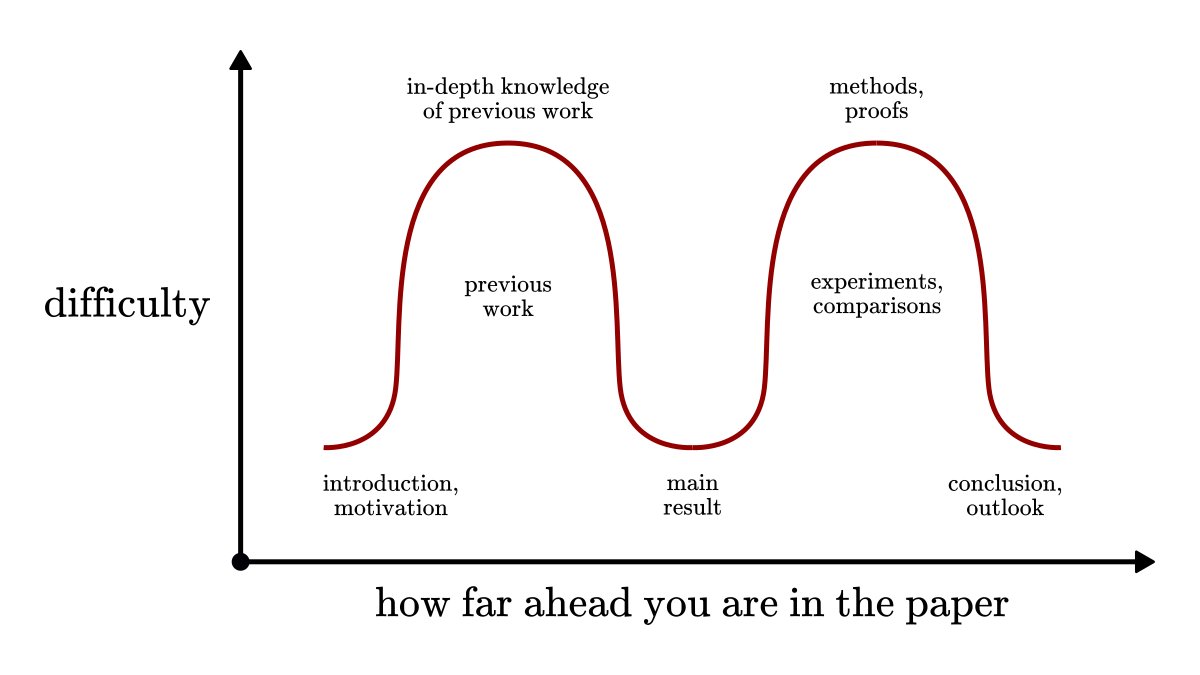 in-depth knowledge
of previous work
methods,
proofs
difficulty
previous
work
experiments,
comparisons
introduction,
motivation
main
result
conclusion,
outlook
how far ahead you are in the paper